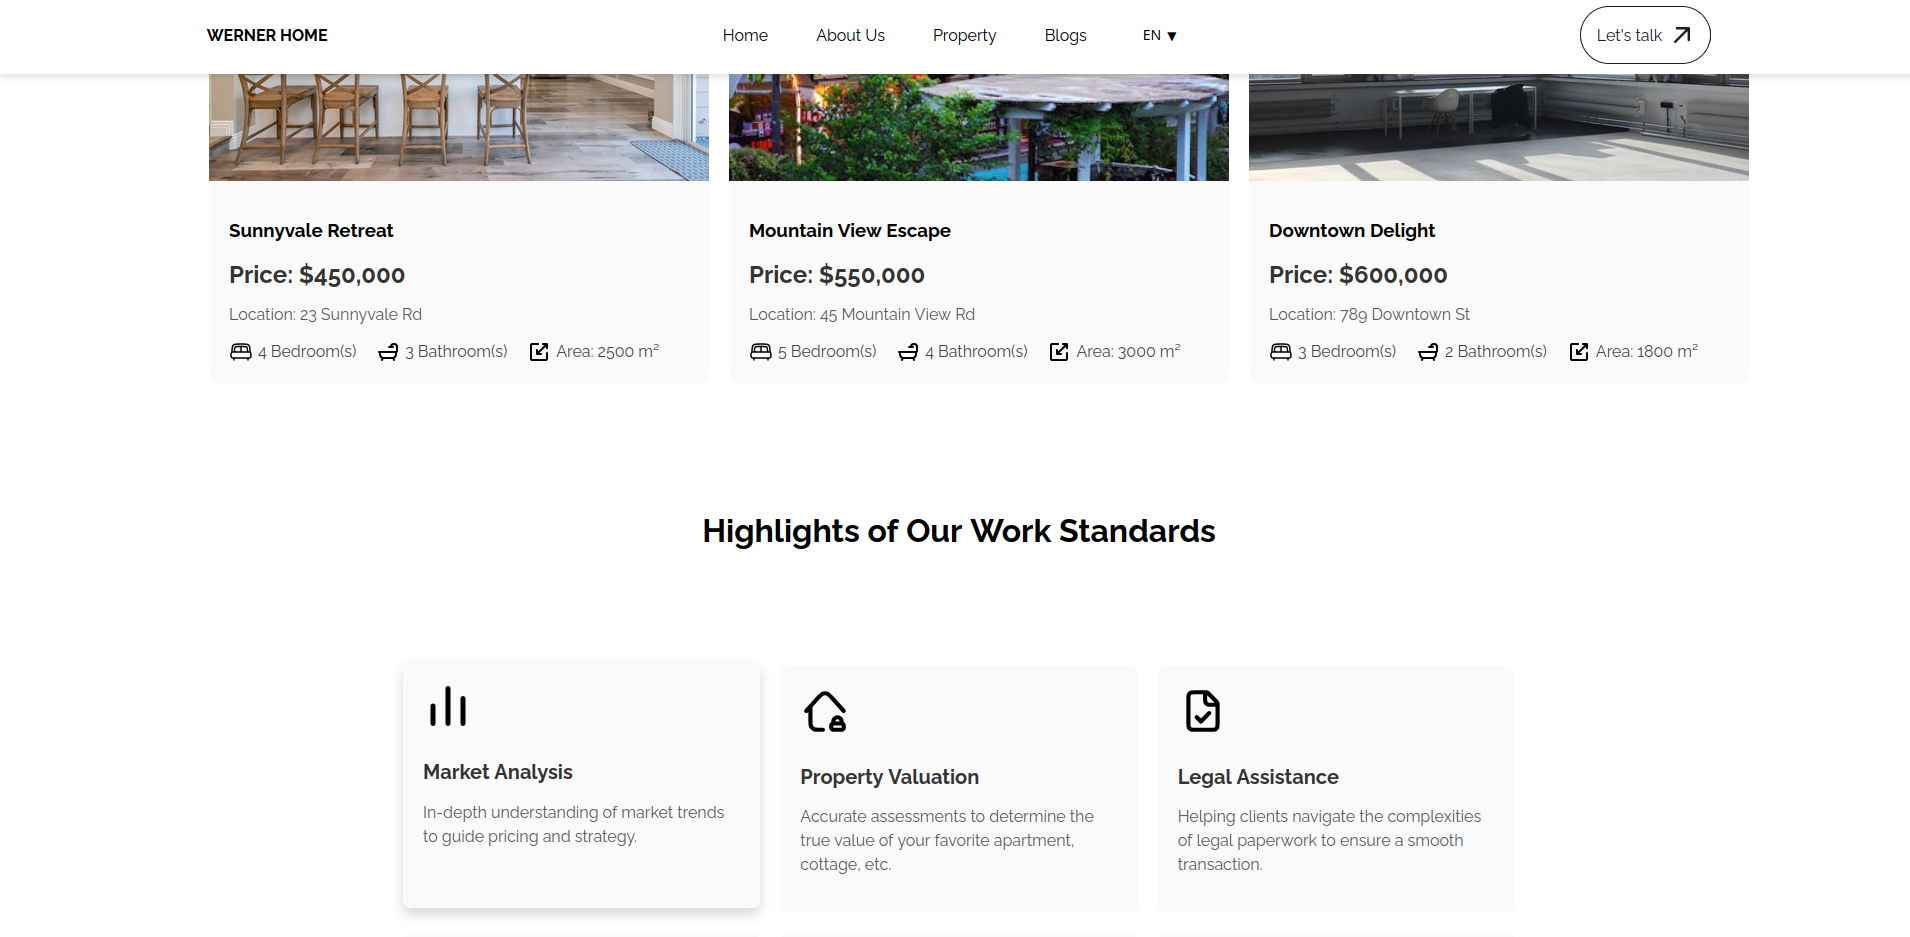 WERNER HOME
Home
About Us
Property
Blogs
EN ▼
Let's talk
Sunnyvale Retreat
Price: $450,000
Location: 23 Sunnyvale Rd
4 Bedroom(s)
3 Bathroom(s)
Area: 2500 m²
Mountain View Escape
Price: $550,000
Location: 45 Mountain View Rd
5 Bedroom(s)
4 Bathroom(s)
Area: 3000 m²
Downtown Delight
Price: $600,000
Location: 789 Downtown St
3 Bedroom(s)
2 Bathroom(s)
Area: 1800 m²
Highlights of Our Work Standards
Market Analysis
In-depth understanding of market trends
to guide pricing and strategy.
Property Valuation
Accurate assessments to determine the
true value of your favorite apartment,
cottage, etc.
Legal Assistance
Helping clients navigate the complexities
of legal paperwork to ensure a smooth
transaction.